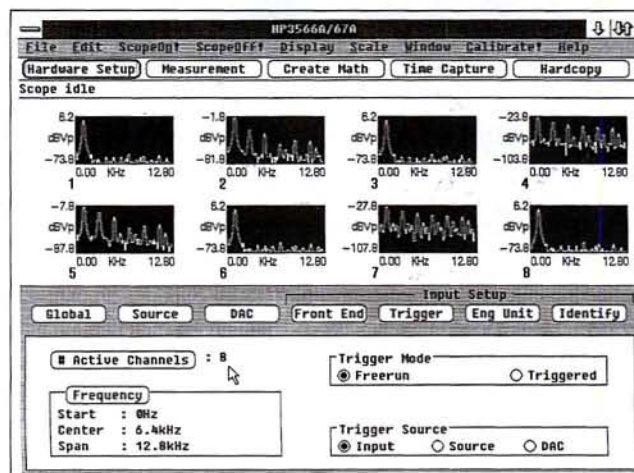 HP3566A/67A
File Edit ScopeOn! ScopeOff! Display Scale Window Calibrate! Help
Hardware Setup Measurement Create Math Time Capture Hardcopy
Scope idle
6.2 -1.8 6.2 -23.8
dBVp dBVp dBVp dBVp
-73.8 -81.8 -73.8 -103.8
0.00 KHz 12.80 0.00 KHz 12.80 0.00 KHz 12.80 0.00 KHz 12.80
1 2 3 4
-7.8 6.2 -27.8 6.2
dBVp dBVp dBVp dBVp
-87.8 -73.8 -107.8 -73.8
0.00 KHz 12.80 0.00 KHz 12.80 0.00 KHz 12.80 0.00 KHz 12.80
5 6 7 8
Input Setup
Global Source DAC Front End Trigger Eng Unit Identify
# Active Channels : 8
Trigger Mode
Freerun Triggered
Frequency
Start : 0Hz
Center : 6.4kHz
Span : 12.8kHz
Trigger Source
Input Source DAC